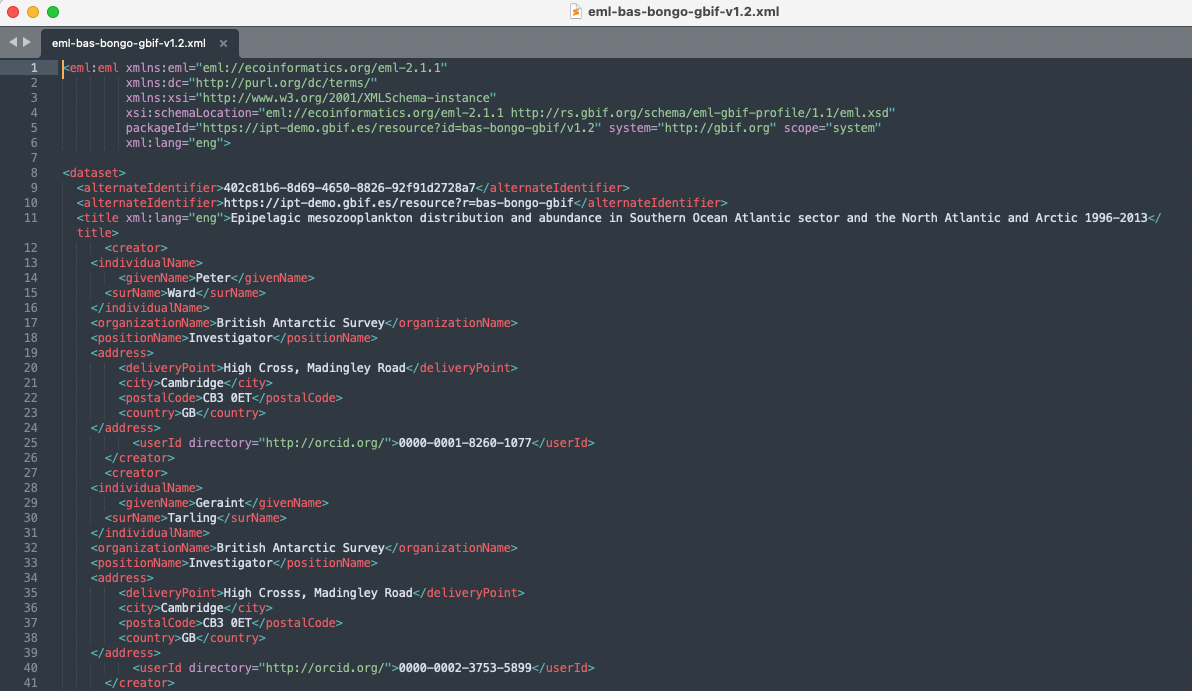 eml-bas-bongo-gbif-v1.2.xml
eml-bas-bongo-gbif-v1.2.xml ×
1 <eml:eml xmlns:eml="eml://ecoinformatics.org/eml-2.1.1"
2 xmlns:dc="http://purl.org/dc/terms/"
3 xmlns:xsi="http://www.w3.org/2001/XMLSchema-instance"
4 xsi:schemaLocation="eml://ecoinformatics.org/eml-2.1.1 http://rs.gbif.org/schema/eml-gbif-profile/1.1/eml.xsd"
5 packageId="https://ipt-demo.gbif.es/resource?id=bas-bongo-gbif/v1.2" system="http://gbif.org" scope="system"
6 xml:lang="eng">
7
8 <dataset>
9 <alternateIdentifier>402c81b6-8d69-4650-8826-92f91d2728a7</alternateIdentifier>
10 <alternateIdentifier>https://ipt-demo.gbif.es/resource?r=bas-bongo-gbif</alternateIdentifier>
11 <title xml:lang="eng">Epipelagic mesozooplankton distribution and abundance in Southern Ocean Atlantic sector and the North Atlantic and Arctic 1996-2013</
title>
12 <creator>
13 <individualName>
14 <givenName>Peter</givenName>
15 <surName>Ward</surName>
16 </individualName>
17 <organizationName>British Antarctic Survey</organizationName>
18 <positionName>Investigator</positionName>
19 <address>
20 <deliveryPoint>High Cross, Madingley Road</deliveryPoint>
21 <city>Cambridge</city>
22 <postalCode>CB3 0ET</postalCode>
23 <country>GB</country>
24 </address>
25 <userId directory="http://orcid.org/">0000-0001-8260-1077</userId>
26 </creator>
27 <creator>
28 <individualName>
29 <givenName>Geraint</givenName>
30 <surName>Tarling</surName>
31 </individualName>
32 <organizationName>British Antarctic Survey</organizationName>
33 <positionName>Investigator</positionName>
34 <address>
35 <deliveryPoint>High Crosss, Madingley Road</deliveryPoint>
36 <city>Cambridge</city>
37 <postalCode>CB3 0ET</postalCode>
38 <country>GB</country>
39 </address>
40 <userId directory="http://orcid.org/">0000-0002-3753-5899</userId>
41 </creator>